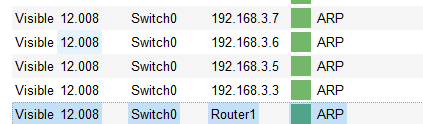 Visible 12.008 Switch0 192.168.3.7 ARP
Visible 12.008 Switch0 192.168.3.6 ARP
Visible 12.008 Switch0 192.168.3.5 ARP
Visible 12.008 Switch0 192.168.3.3 ARP
Visible 12.008 Switch0 Router1 ARP